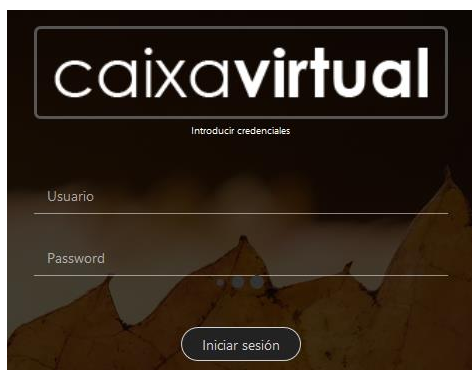 caixavirtual
Introducir credenciales
Usuario
Password
Iniciar sesión